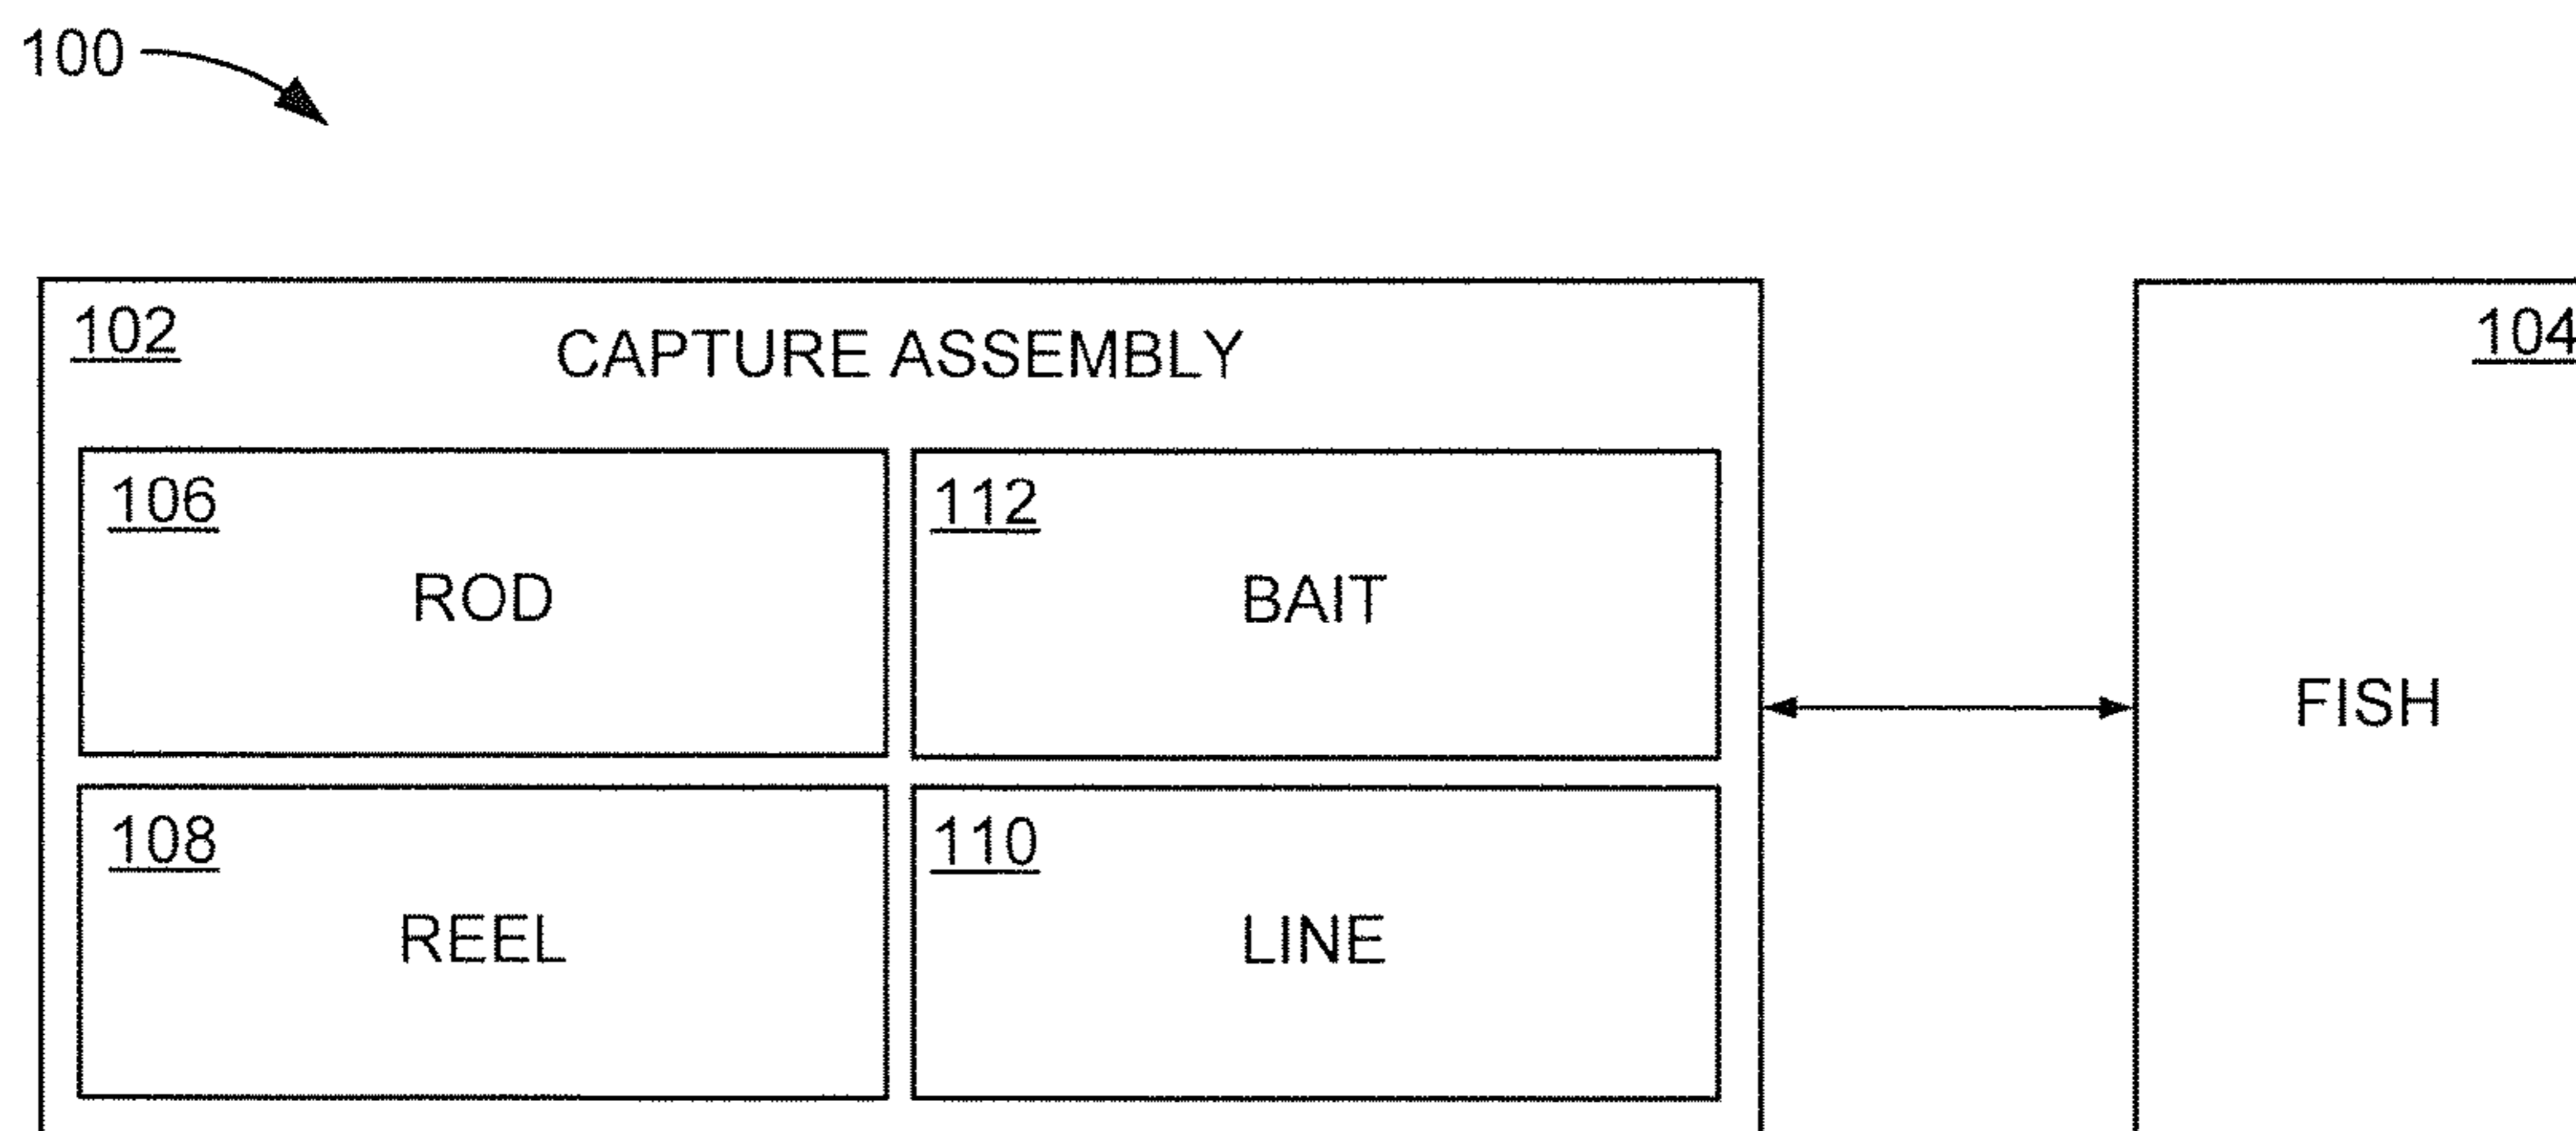 100
102
CAPTURE ASSEMBLY
104
106
ROD
112
BAIT
FISH
108
REEL
110
LINE